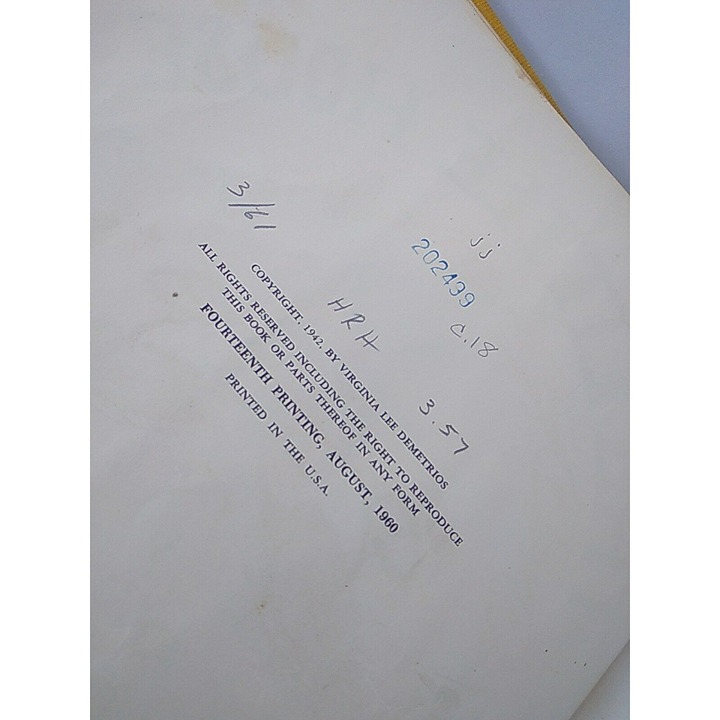 3/61
jj
202439
HRH
c.18
3.57
COPYRIGHT, 1942, BY VIRGINIA LEE DEMETRIOS
ALL RIGHTS RESERVED INCLUDING THE RIGHT TO REPRODUCE
THIS BOOK OR PARTS THEREOF IN ANY FORM
FOURTEENTH PRINTING, AUGUST, 1960
PRINTED IN THE U.S.A.